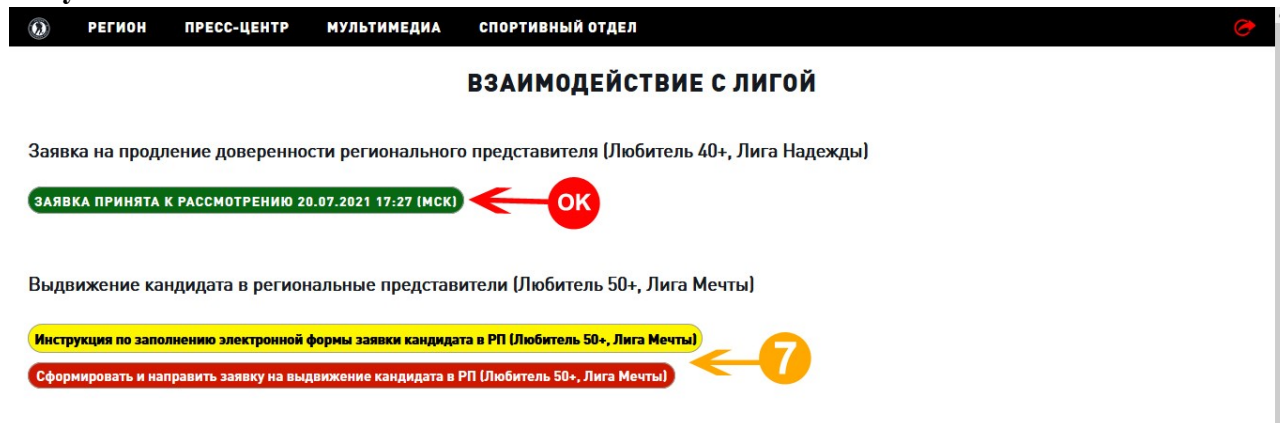 РЕГИОН ПРЕСС-ЦЕНТР МУЛЬТИМЕДИА СПОРТИВНЫЙ ОТДЕЛ
ВЗАИМОДЕЙСТВИЕ С ЛИГОЙ
Заявка на продление доверенности регионального представителя (Любитель 40+, Лига Надежды)
ЗАЯВКА ПРИНЯТА К РАССМОТРЕНИЮ 20.07.2021 17:27 (МСК) OK
Выдвижение кандидата в региональные представители (Любитель 50+, Лига Мечты)
Инструкция по заполнению электронной формы заявки кандидата в РП (Любитель 50+, Лига Мечты)
7
Сформировать и направить заявку на выдвижение кандидата в РП (Любитель 50+, Лига Мечты)